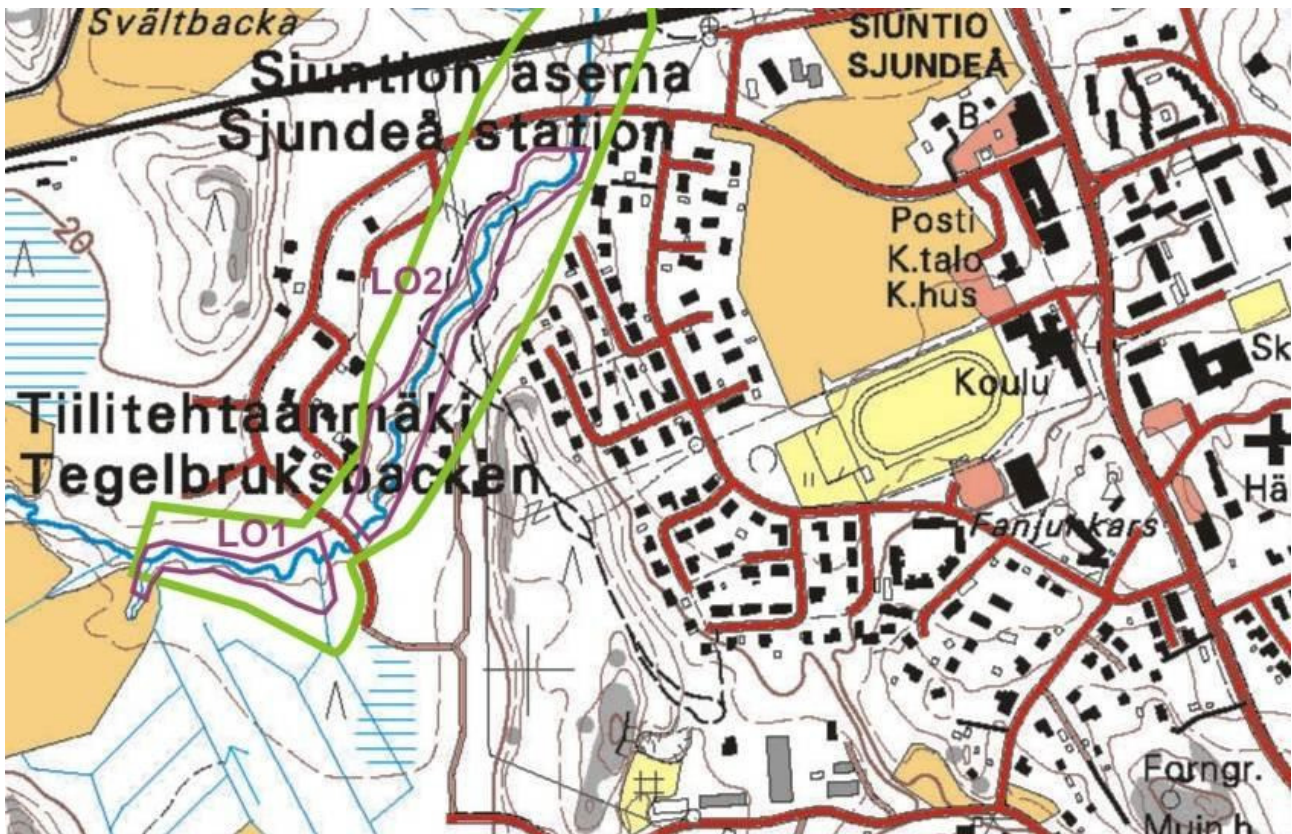 Svältbacka
SIUNTIO
SJUNDEÅ
Siuntion asema
Sjundeå station
B
20
Posti
K.talo
K.hus
LO2
Sk
Koulu
Tiilitehtaanmäki
Tegelbruksbacken
Hä
LO1
Fanjunkars
Forngr.
Muin.h